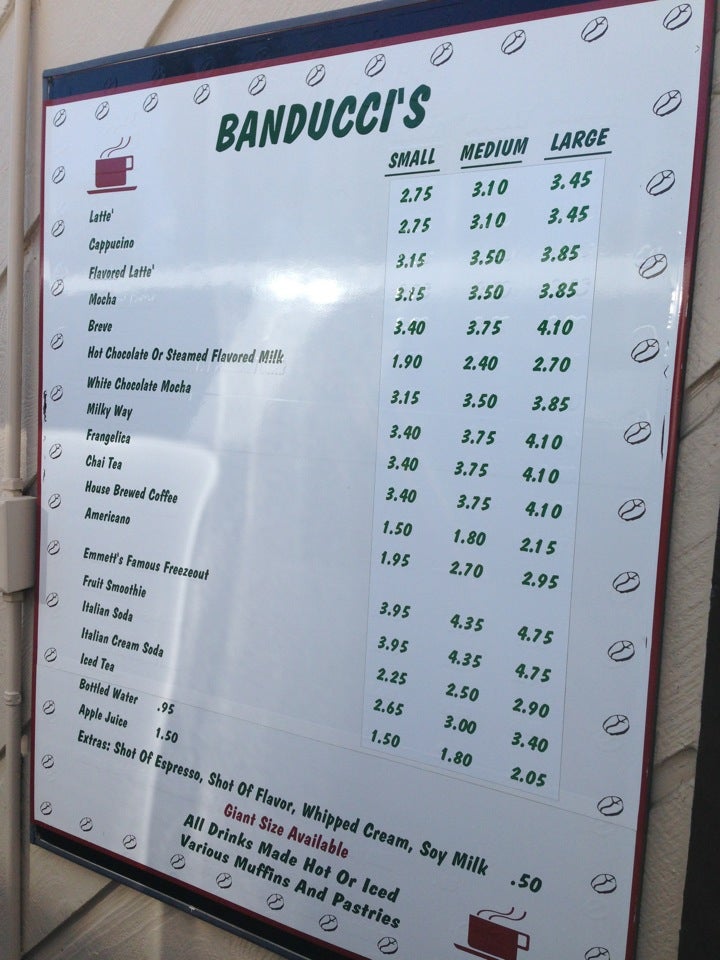 BANDUCCI'S
SMALL MEDIUM LARGE
Latte' 2.75 3.10 3.45
Cappucino 2.75 3.10 3.45
Flavored Latte' 3.15 3.50 3.85
Mocha 3.15 3.50 3.85
Breve 3.40 3.75 4.10
Hot Chocolate Or Steamed Flavored Milk 1.90 2.40 2.70
White Chocolate Mocha 3.15 3.50 3.85
Milky Way 3.40 3.75 4.10
Frangelica 3.40 3.75 4.10
Chai Tea 3.40 3.75 4.10
House Brewed Coffee 1.50 1.80 2.15
Americano 1.95 2.70 2.95
Emmett's Famous Freezeout 3.95 4.35 4.75
Fruit Smoothie 3.95 4.35 4.75
Italian Soda 2.25 2.50 2.90
Italian Cream Soda 2.65 3.00 3.40
Iced Tea 1.50 1.80 2.05
Bottled Water .95
Apple Juice 1.50
Extras: Shot Of Espresso, Shot Of Flavor, Whipped Cream, Soy Milk .50
Giant Size Available
All Drinks Made Hot Or Iced
Various Muffins And Pastries